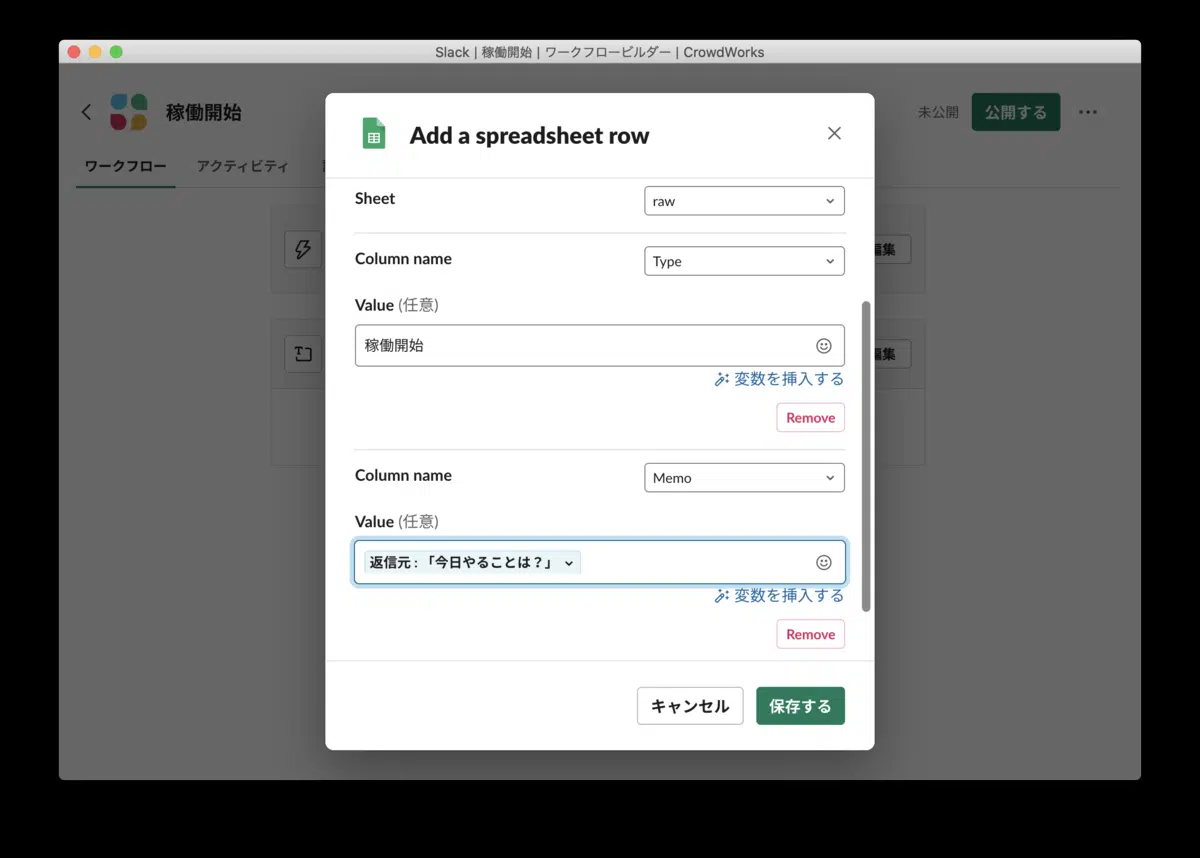 Slack | 稼働開始 | ワークフロービルダー | CrowdWorks
稼働開始
未公開
公開する
ワークフロー
アクティビティ
Add a spreadsheet row
Sheet
raw
Column name
Type
Value (任意)
稼働開始
変数を挿入する
Remove
Column name
Memo
Value (任意)
返信元 : 「今日やることは？」
変数を挿入する
Remove
キャンセル
保存する